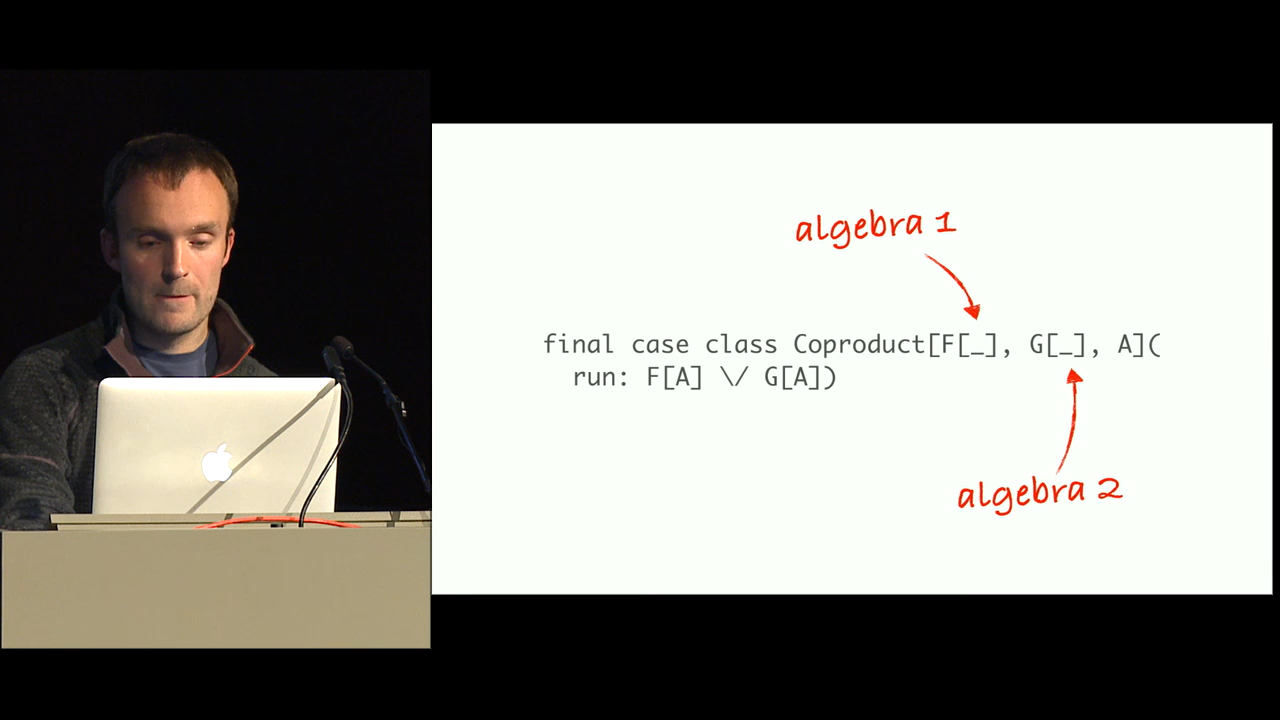 algebra 1
final case class Coproduct[F[_], G[_], A](
run: F[A] \/ G[A])
algebra 2